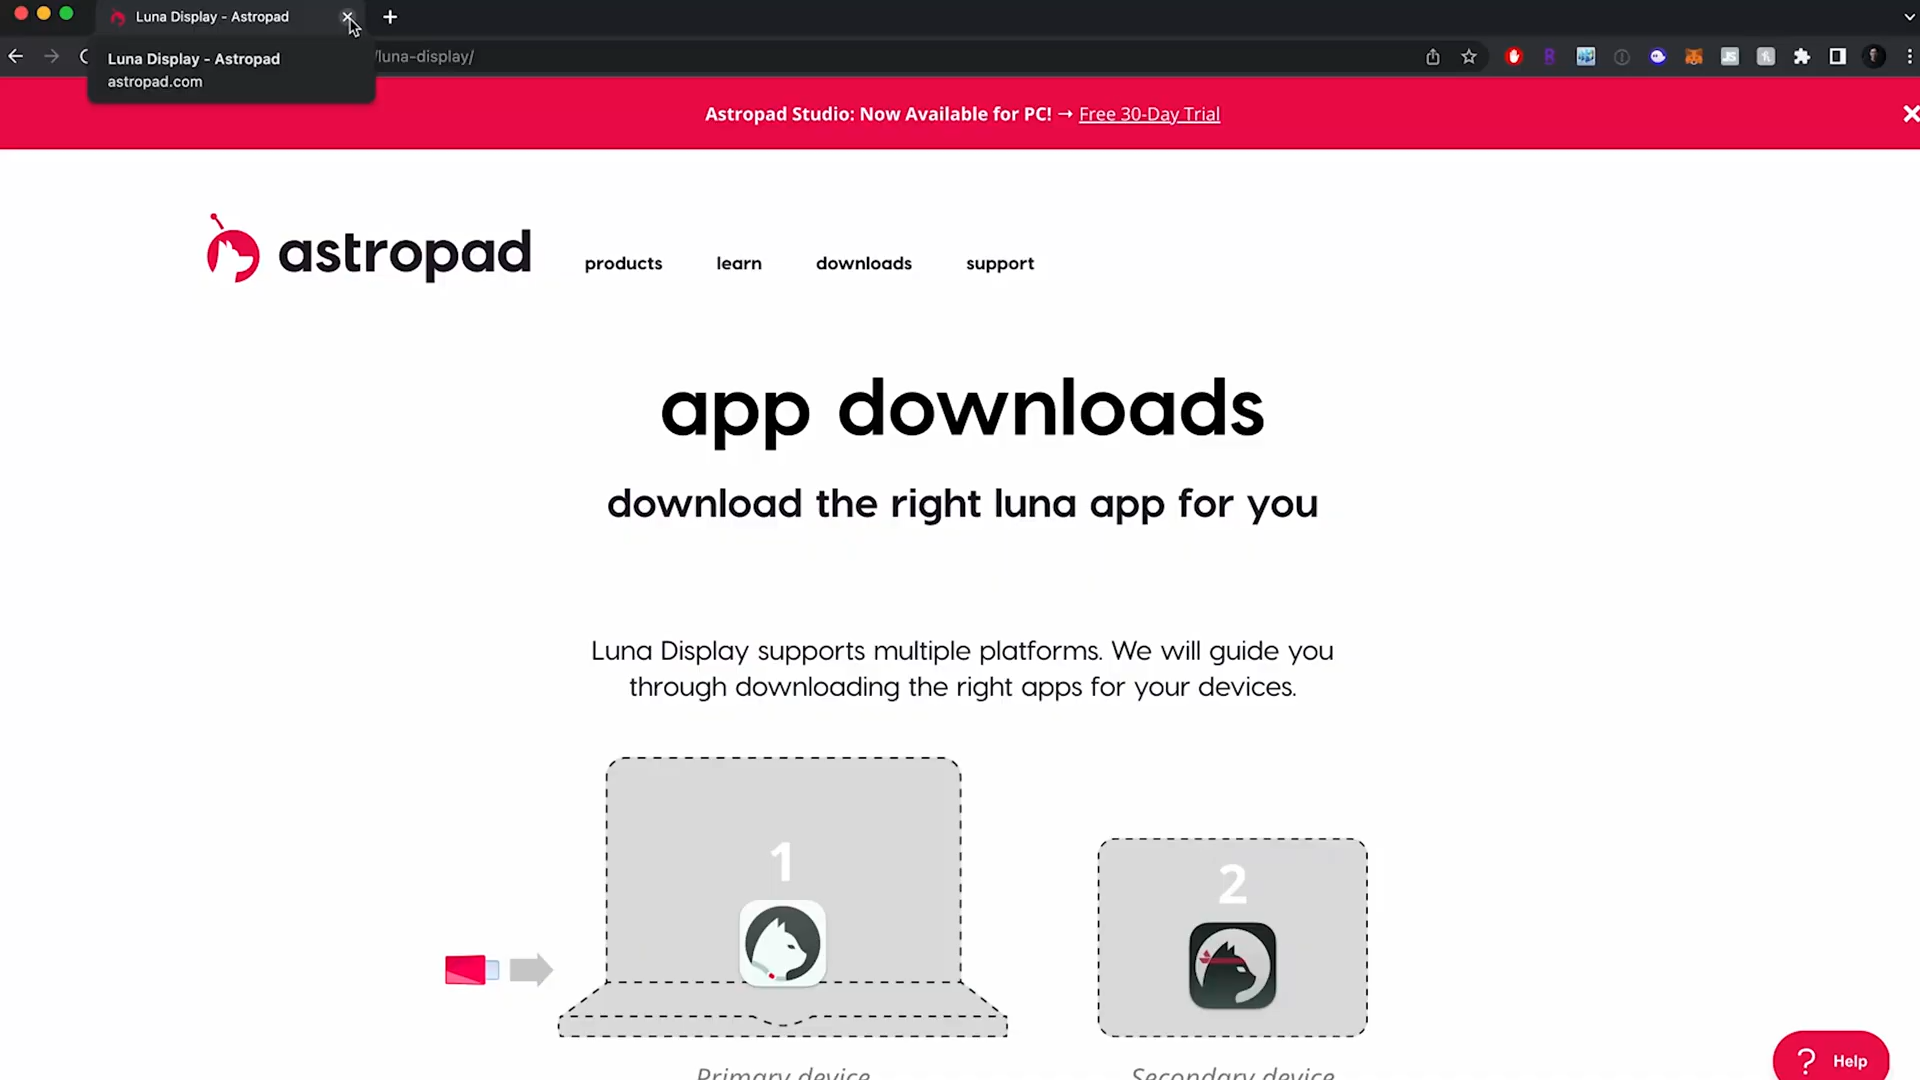 Luna Display - Astropad
Luna Display - Astropad
astropad.com
/luna-display/
Astropad Studio: Now Available for PC! → Free 30-Day Trial
astropad
products
learn
downloads
support
app downloads
download the right luna app for you
Luna Display supports multiple platforms. We will guide you
through downloading the right apps for your devices.
1
2
Primary device
Secondary device
? Help